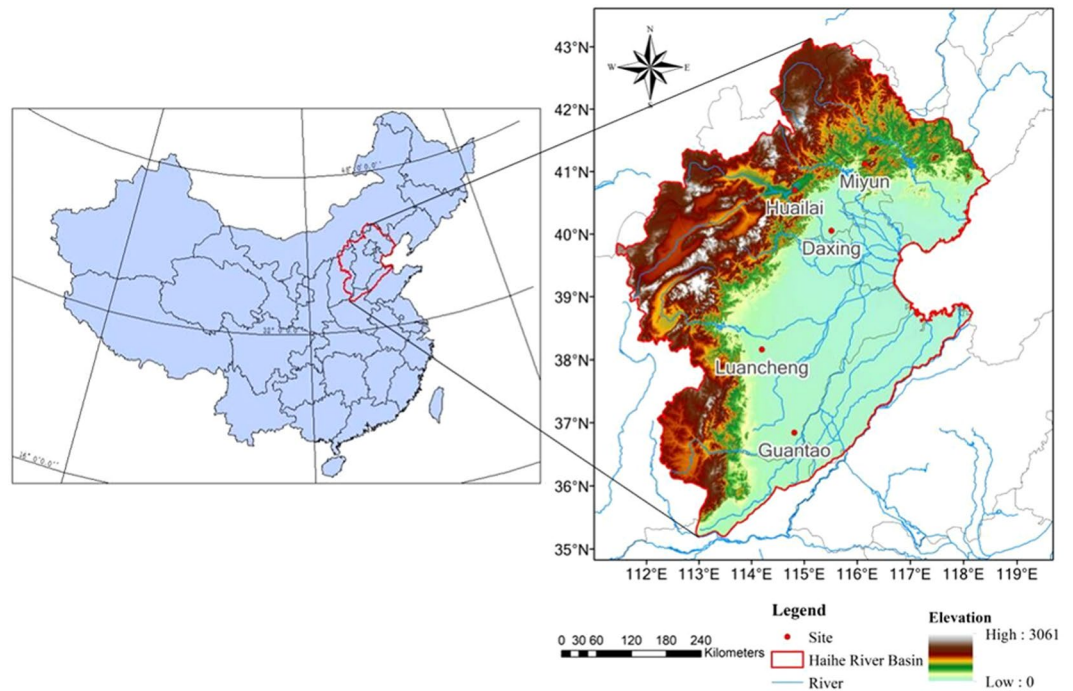 N
W
E
S
43°N
42°N
41°N
40°N
39°N
38°N
37°N
36°N
35°N
Miyun
Huailai
Daxing
Luancheng
Guantao
112°E 113°E 114°E 115°E 116°E 117°E 118°E 119°E
0 30 60 120 180 240
Kilometers
Legend
Site
Haihe River Basin
River
Elevation
High : 3061
Low : 0